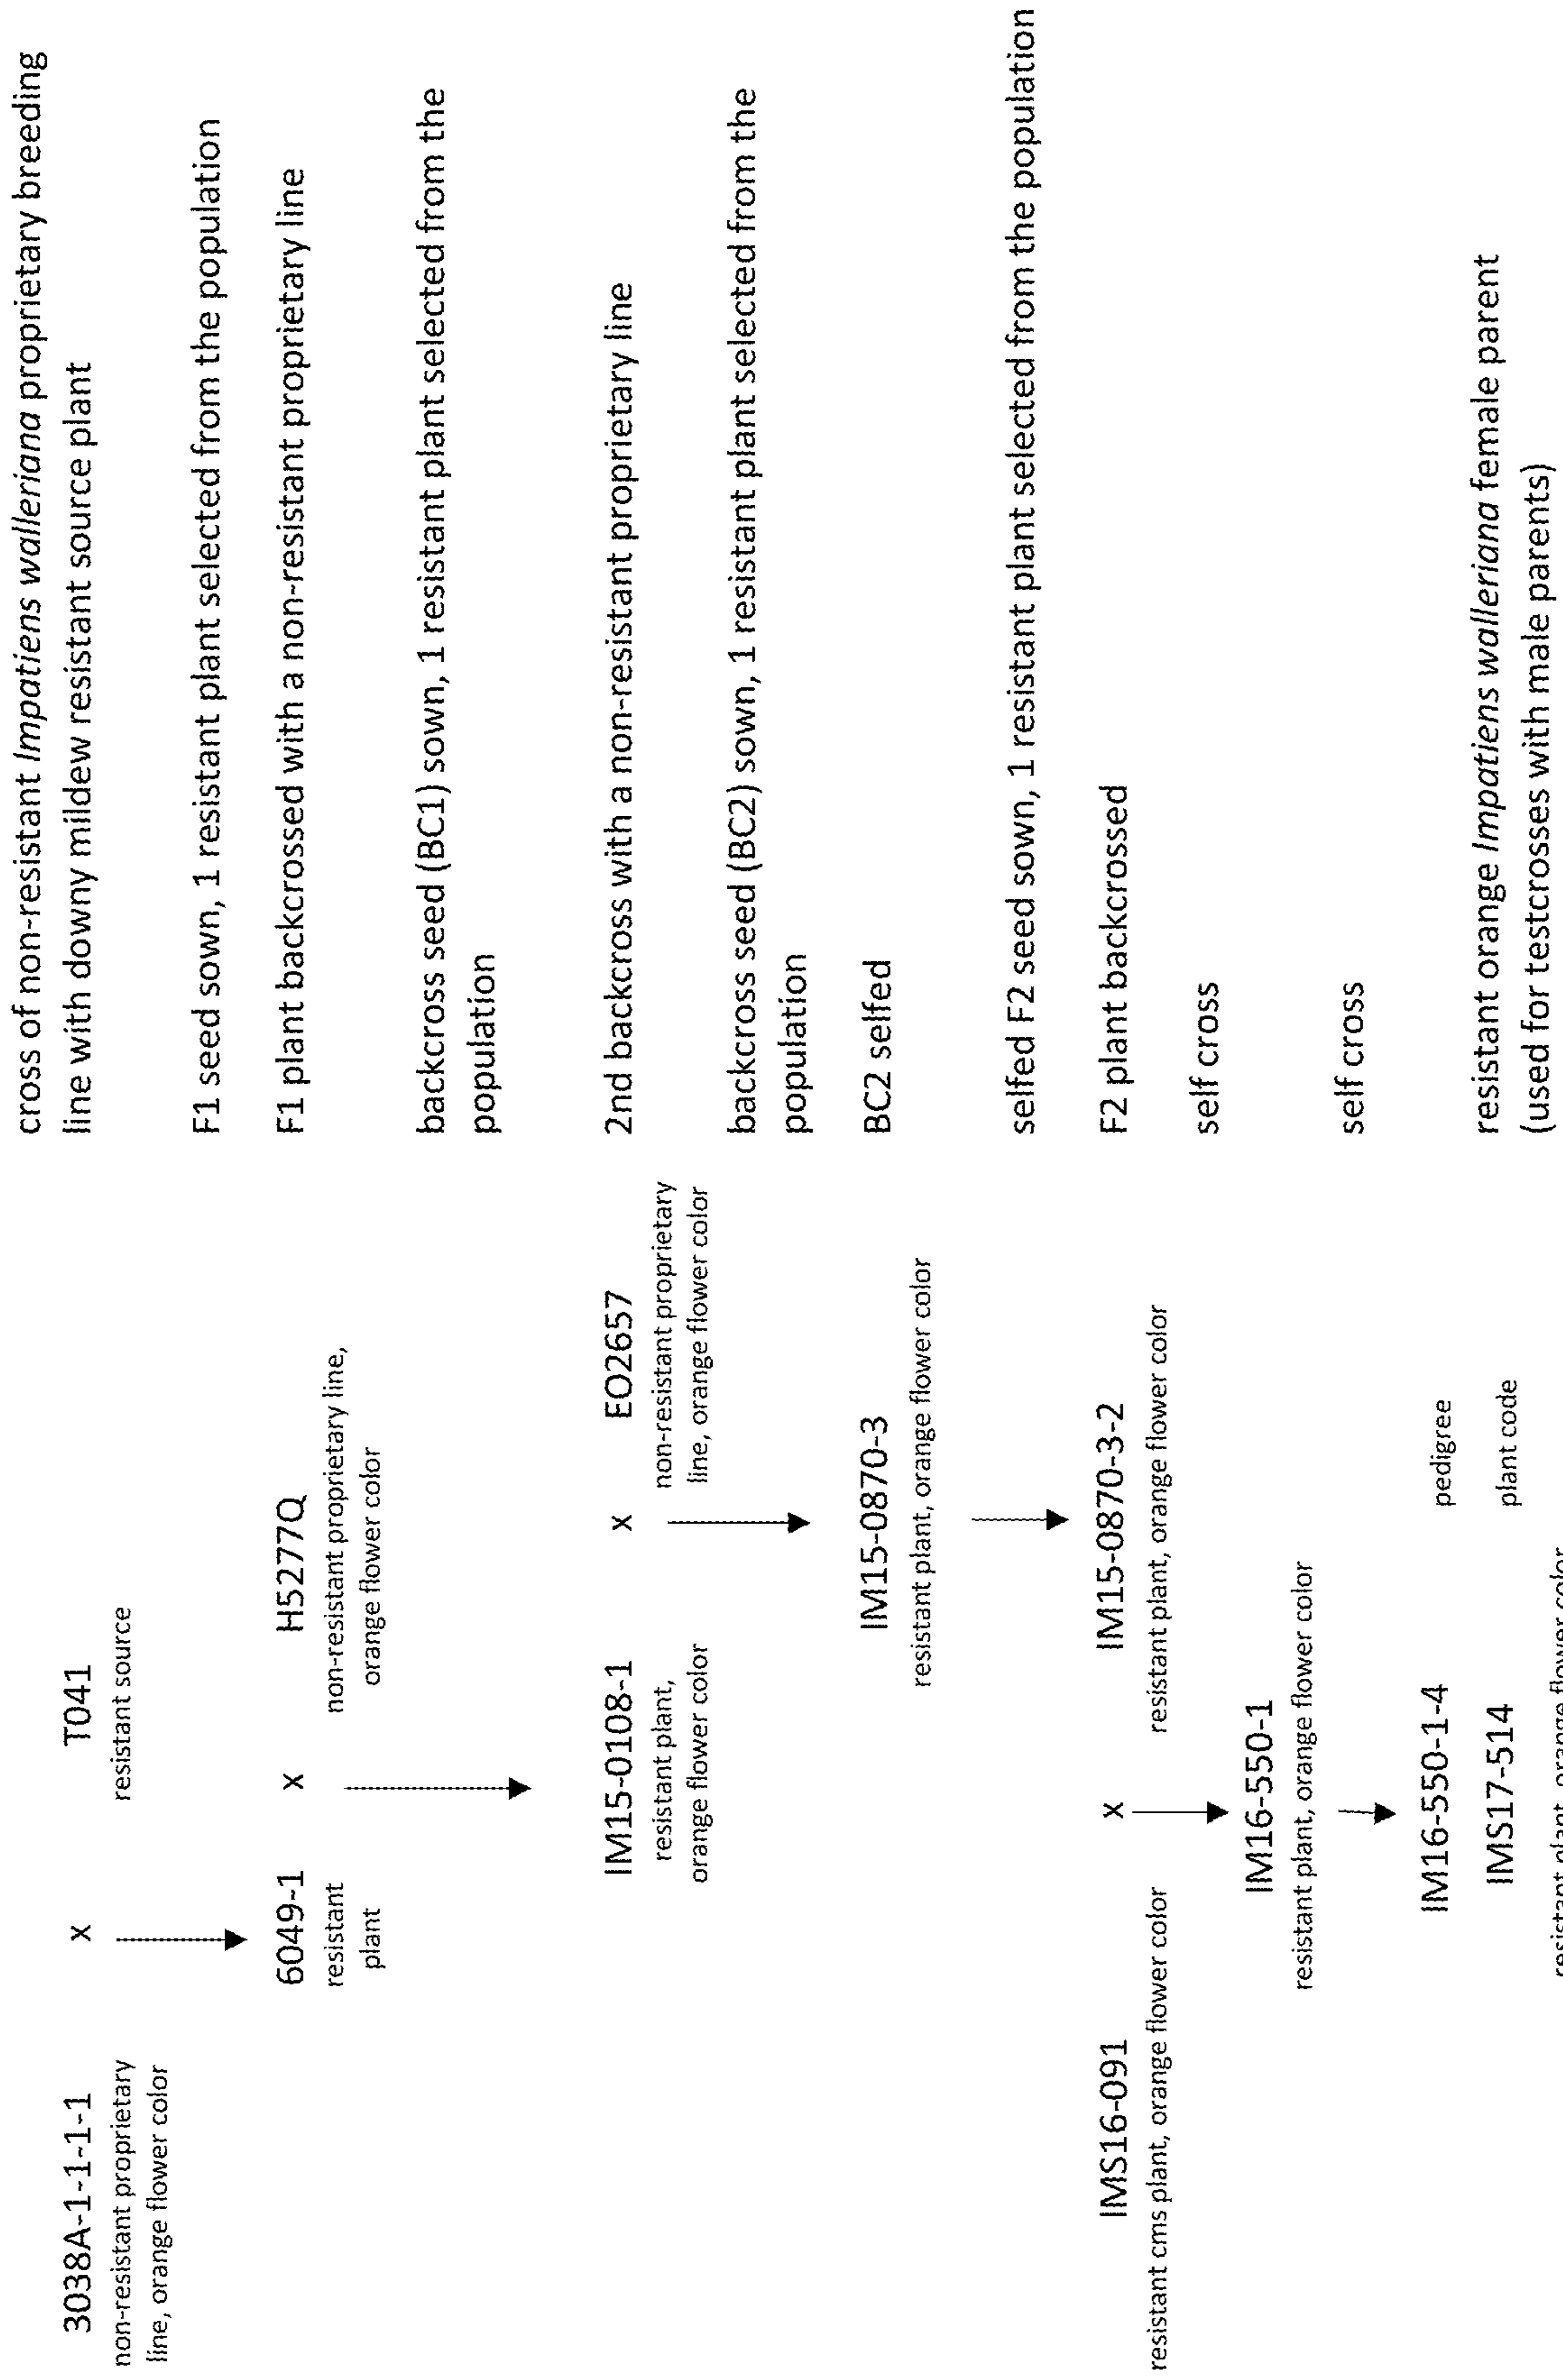 3038A-1-1-1-1 x T041 cross of non-resistant Impatiens walleriana proprietary breeding
non-resistant proprietary resistant source line with downy mildew resistant source plant
line, orange flower color
F1 seed sown, 1 resistant plant selected from the population
6049-1 x H5277Q F1 plant backcrossed with a non-resistant proprietary line
resistant non-resistant proprietary line,
plant orange flower color
backcross seed (BC1) sown, 1 resistant plant selected from the
population
IM15-0108-1 x EO2657 2nd backcross with a non-resistant proprietary line
resistant plant, non-resistant proprietary
orange flower color line, orange flower color
backcross seed (BC2) sown, 1 resistant plant selected from the
population
IM15-0870-3 BC2 selfed
resistant plant, orange flower color
selfed F2 seed sown, 1 resistant plant selected from the population
IMS16-091 x IM15-0870-3-2 F2 plant backcrossed
resistant cms plant, orange flower color resistant plant, orange flower color
self cross
IM16-550-1
resistant plant, orange flower color
self cross
IM16-550-1-4 pedigree
resistant orange Impatiens walleriana female parent
IMS17-514 plant code
(used for testcrosses with male parents)
resistant plant, orange flower color